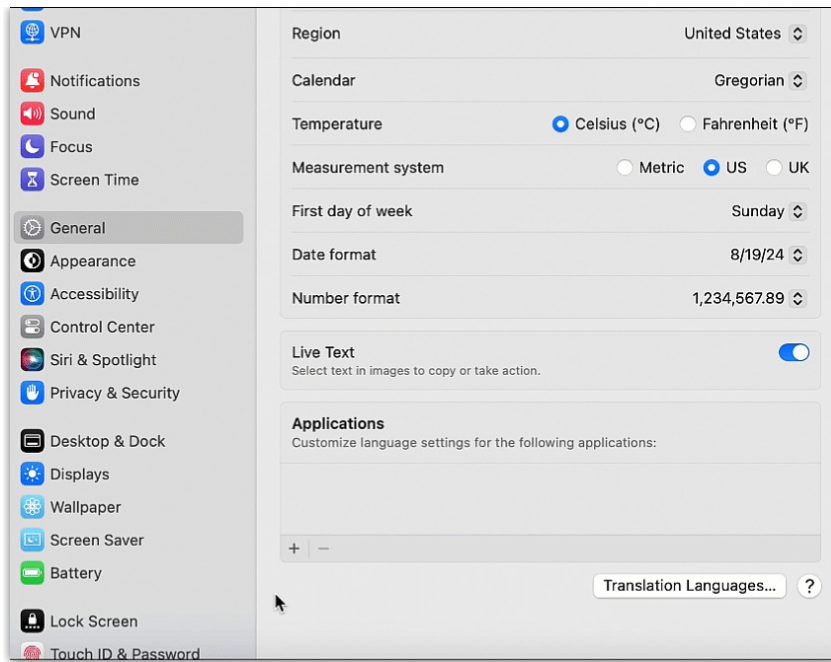 VPN
Notifications
Sound
Focus
Screen Time
General
Appearance
Accessibility
Control Center
Siri & Spotlight
Privacy & Security
Desktop & Dock
Displays
Wallpaper
Screen Saver
Battery
Lock Screen
Touch ID & Password
Region United States
Calendar Gregorian
Temperature Celsius (°C) Fahrenheit (°F)
Measurement system Metric US UK
First day of week Sunday
Date format 8/19/24
Number format 1,234,567.89
Live Text
Select text in images to copy or take action.
Applications
Customize language settings for the following applications:
+ −
Translation Languages... ?